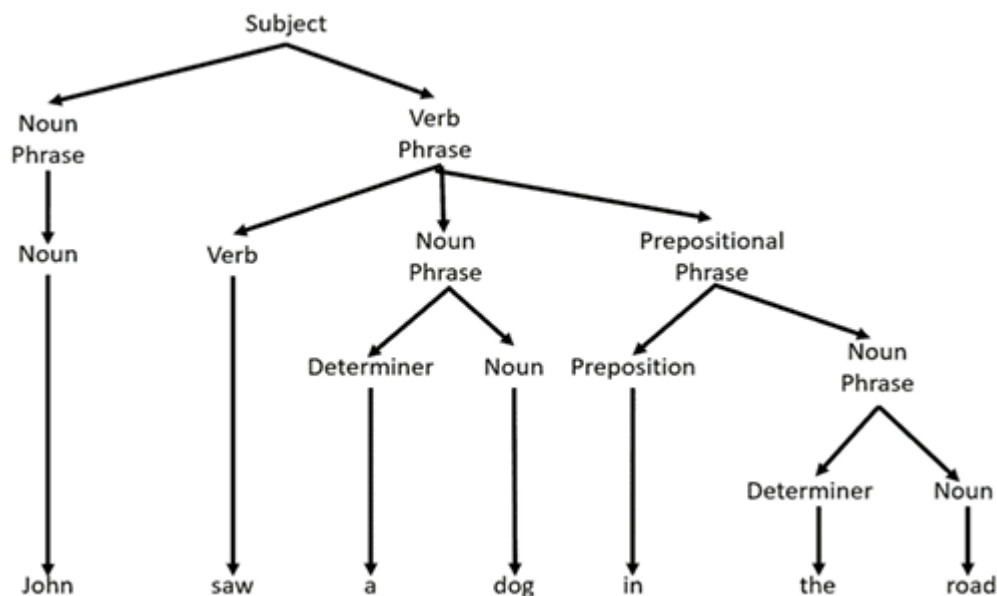 Subject
Noun
Phrase
Verb
Phrase
Noun
Verb
Noun
Phrase
Prepositional
Phrase
Determiner
Noun
Preposition
Noun
Phrase
Determiner
Noun
John
saw
a
dog
in
the
road